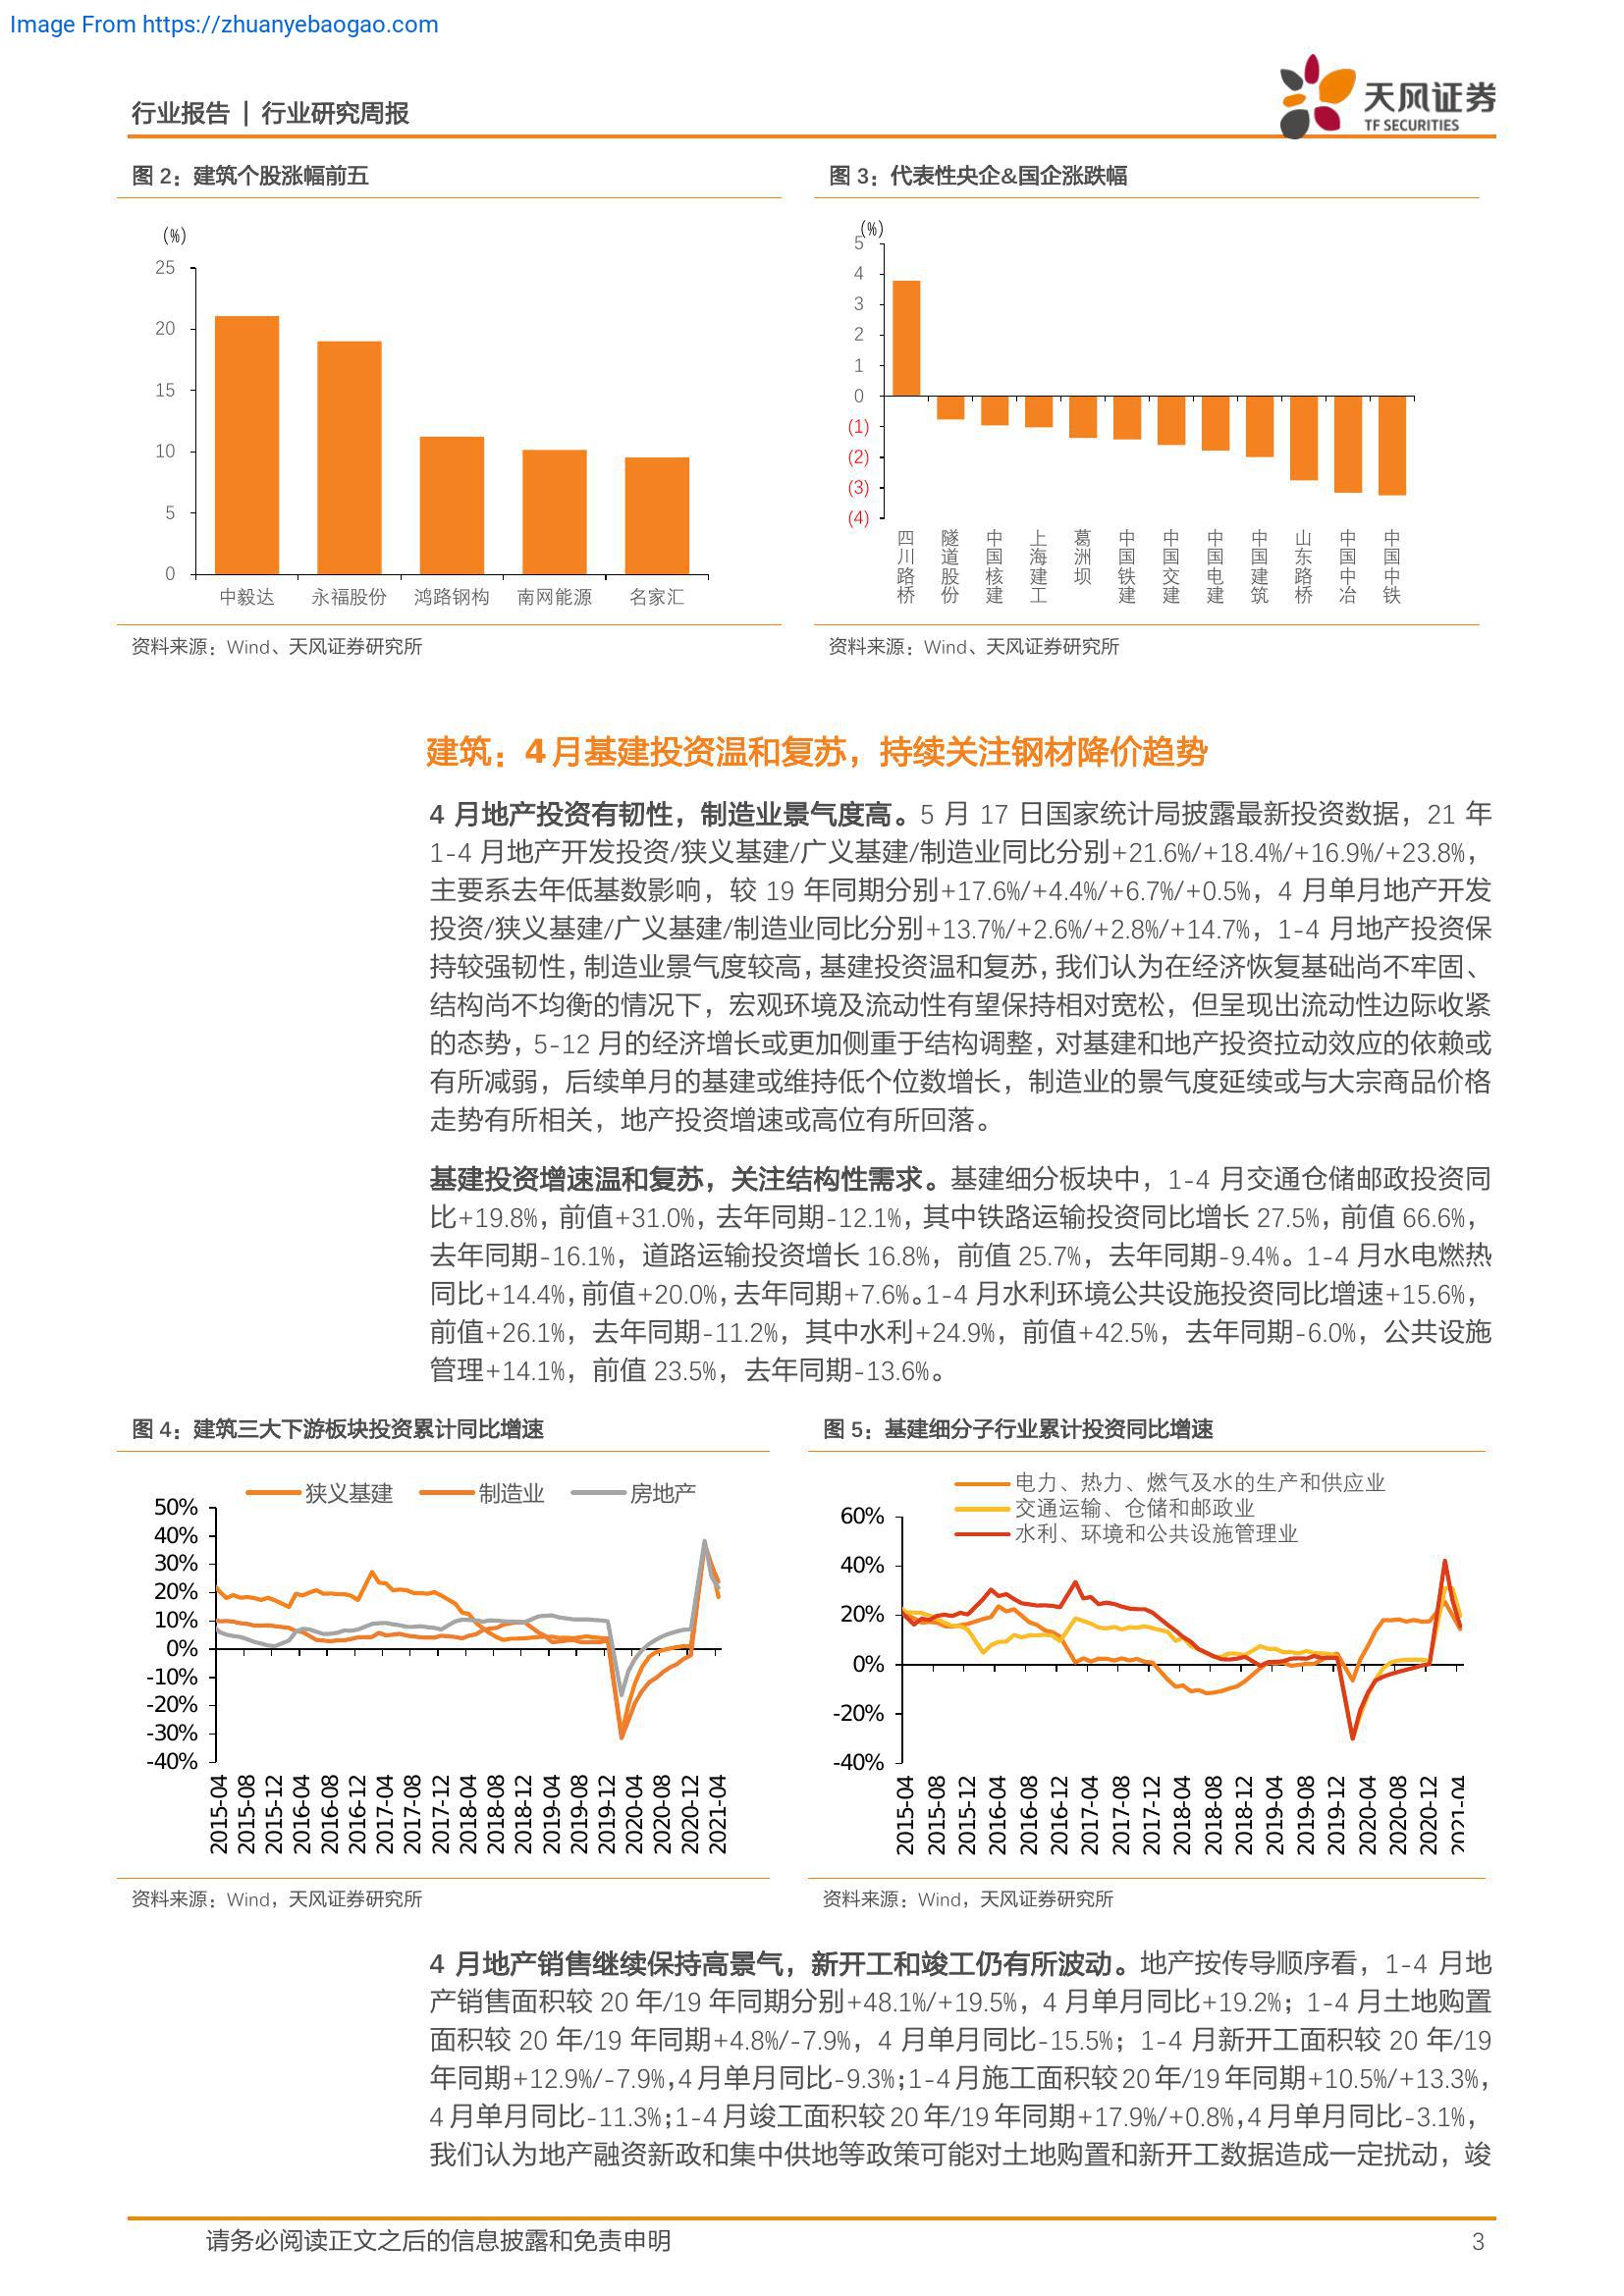 Image From https://zhuanyebaogao.com
行业报告 | 行业研究周报
天风证券
TF SECURITIES
图 2：建筑个股涨幅前五
(%)
25
20
15
10
5
0
中毅达 永福股份 鸿路钢构 南网能源 名家汇
资料来源：Wind、天风证券研究所
图 3：代表性央企&国企涨跌幅
(%)
5
4
3
2
1
0
(1)
(2)
(3)
(4)
四川路桥 隧道股份 中国核建 上海建工 葛洲坝 中国铁建 中国交建 中国电建 中国建筑 山东路桥 中国中冶 中国中铁
资料来源：Wind、天风证券研究所
建筑：4 月基建投资温和复苏，持续关注钢材降价趋势
4 月地产投资有韧性，制造业景气度高。5 月 17 日国家统计局披露最新投资数据，21 年
1-4 月地产开发投资/狭义基建/广义基建/制造业同比分别+21.6%/+18.4%/+16.9%/+23.8%，
主要系去年低基数影响，较 19 年同期分别+17.6%/+4.4%/+6.7%/+0.5%，4 月单月地产开发
投资/狭义基建/广义基建/制造业同比分别+13.7%/+2.6%/+2.8%/+14.7%，1-4 月地产投资保
持较强韧性，制造业景气度较高，基建投资温和复苏，我们认为在经济恢复基础尚不牢固、
结构尚不均衡的情况下，宏观环境及流动性有望保持相对宽松，但呈现出流动性边际收紧
的态势，5-12 月的经济增长或更加侧重于结构调整，对基建和地产投资拉动效应的依赖或
有所减弱，后续单月的基建或维持低个位数增长，制造业的景气度延续或与大宗商品价格
走势有所相关，地产投资增速或高位有所回落。
基建投资增速温和复苏，关注结构性需求。基建细分板块中，1-4 月交通仓储邮政投资同
比+19.8%，前值+31.0%，去年同期-12.1%，其中铁路运输投资同比增长 27.5%，前值 66.6%，
去年同期-16.1%，道路运输投资增长 16.8%，前值 25.7%，去年同期-9.4%。1-4 月水电燃热
同比+14.4%，前值+20.0%，去年同期+7.6%。1-4 月水利环境公共设施投资同比增速+15.6%，
前值+26.1%，去年同期-11.2%，其中水利+24.9%，前值+42.5%，去年同期-6.0%，公共设施
管理+14.1%，前值 23.5%，去年同期-13.6%。
图 4：建筑三大下游板块投资累计同比增速
狭义基建 制造业 房地产
50%
40%
30%
20%
10%
0%
-10%
-20%
-30%
-40%
2015-04 2015-08 2015-12 2016-04 2016-08 2016-12 2017-04 2017-08 2017-12 2018-04 2018-08 2018-12 2019-04 2019-08 2019-12 2020-04 2020-08 2020-12 2021-04
资料来源：Wind，天风证券研究所
图 5：基建细分子行业累计投资同比增速
电力、热力、燃气及水的生产和供应业
交通运输、仓储和邮政业
水利、环境和公共设施管理业
60%
40%
20%
0%
-20%
-40%
2015-04 2015-08 2015-12 2016-04 2016-08 2016-12 2017-04 2017-08 2017-12 2018-04 2018-08 2018-12 2019-04 2019-08 2019-12 2020-04 2020-08 2020-12 2021-04
资料来源：Wind，天风证券研究所
4 月地产销售继续保持高景气，新开工和竣工仍有所波动。地产按传导顺序看，1-4 月地
产销售面积较 20 年/19 年同期分别+48.1%/+19.5%，4 月单月同比+19.2%；1-4 月土地购置
面积较 20 年/19 年同期+4.8%/-7.9%，4 月单月同比-15.5%；1-4 月新开工面积较 20 年/19
年同期+12.9%/-7.9%，4 月单月同比-9.3%；1-4 月施工面积较 20 年/19 年同期+10.5%/+13.3%，
4 月单月同比-11.3%；1-4 月竣工面积较 20 年/19 年同期+17.9%/+0.8%，4 月单月同比-3.1%，
我们认为地产融资新政和集中供地等政策可能对土地购置和新开工数据造成一定扰动，竣
请务必阅读正文之后的信息披露和免责申明
3